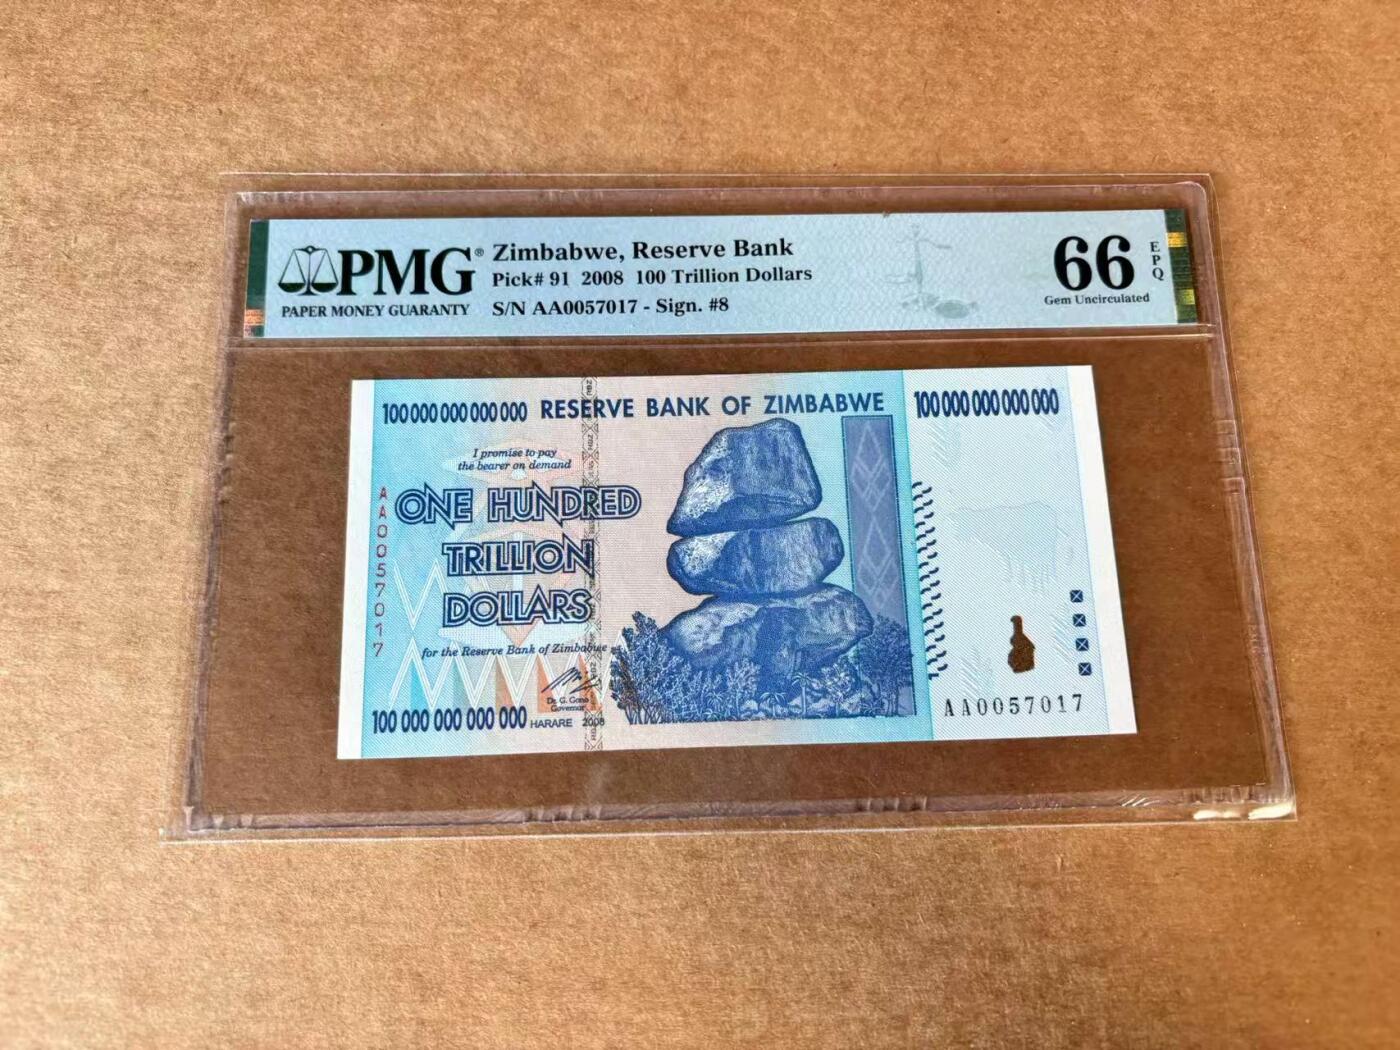 PMG®
PAPER MONEY GUARANTY
Zimbabwe, Reserve Bank
Pick# 91 2008 100 Trillion Dollars
S/N AA0057017 - Sign. #8
66
EPQ
Gem Uncirculated
100 000 000 000 000
RESERVE BANK OF ZIMBABWE
100 000 000 000 000
I promise to pay
the bearer on demand
ONE HUNDRED
TRILLION
DOLLARS
AA0057017
for the Reserve Bank of Zimbabwe
Dr. G. Gono
Governor
100 000 000 000 000
HARARE 2008
AA0057017